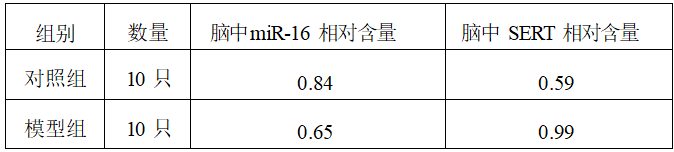 组别 数量 脑中miR-16 相对含量 脑中 SERT 相对含量
对照组 10 只 0.84 0.59
模型组 10 只 0.65 0.99